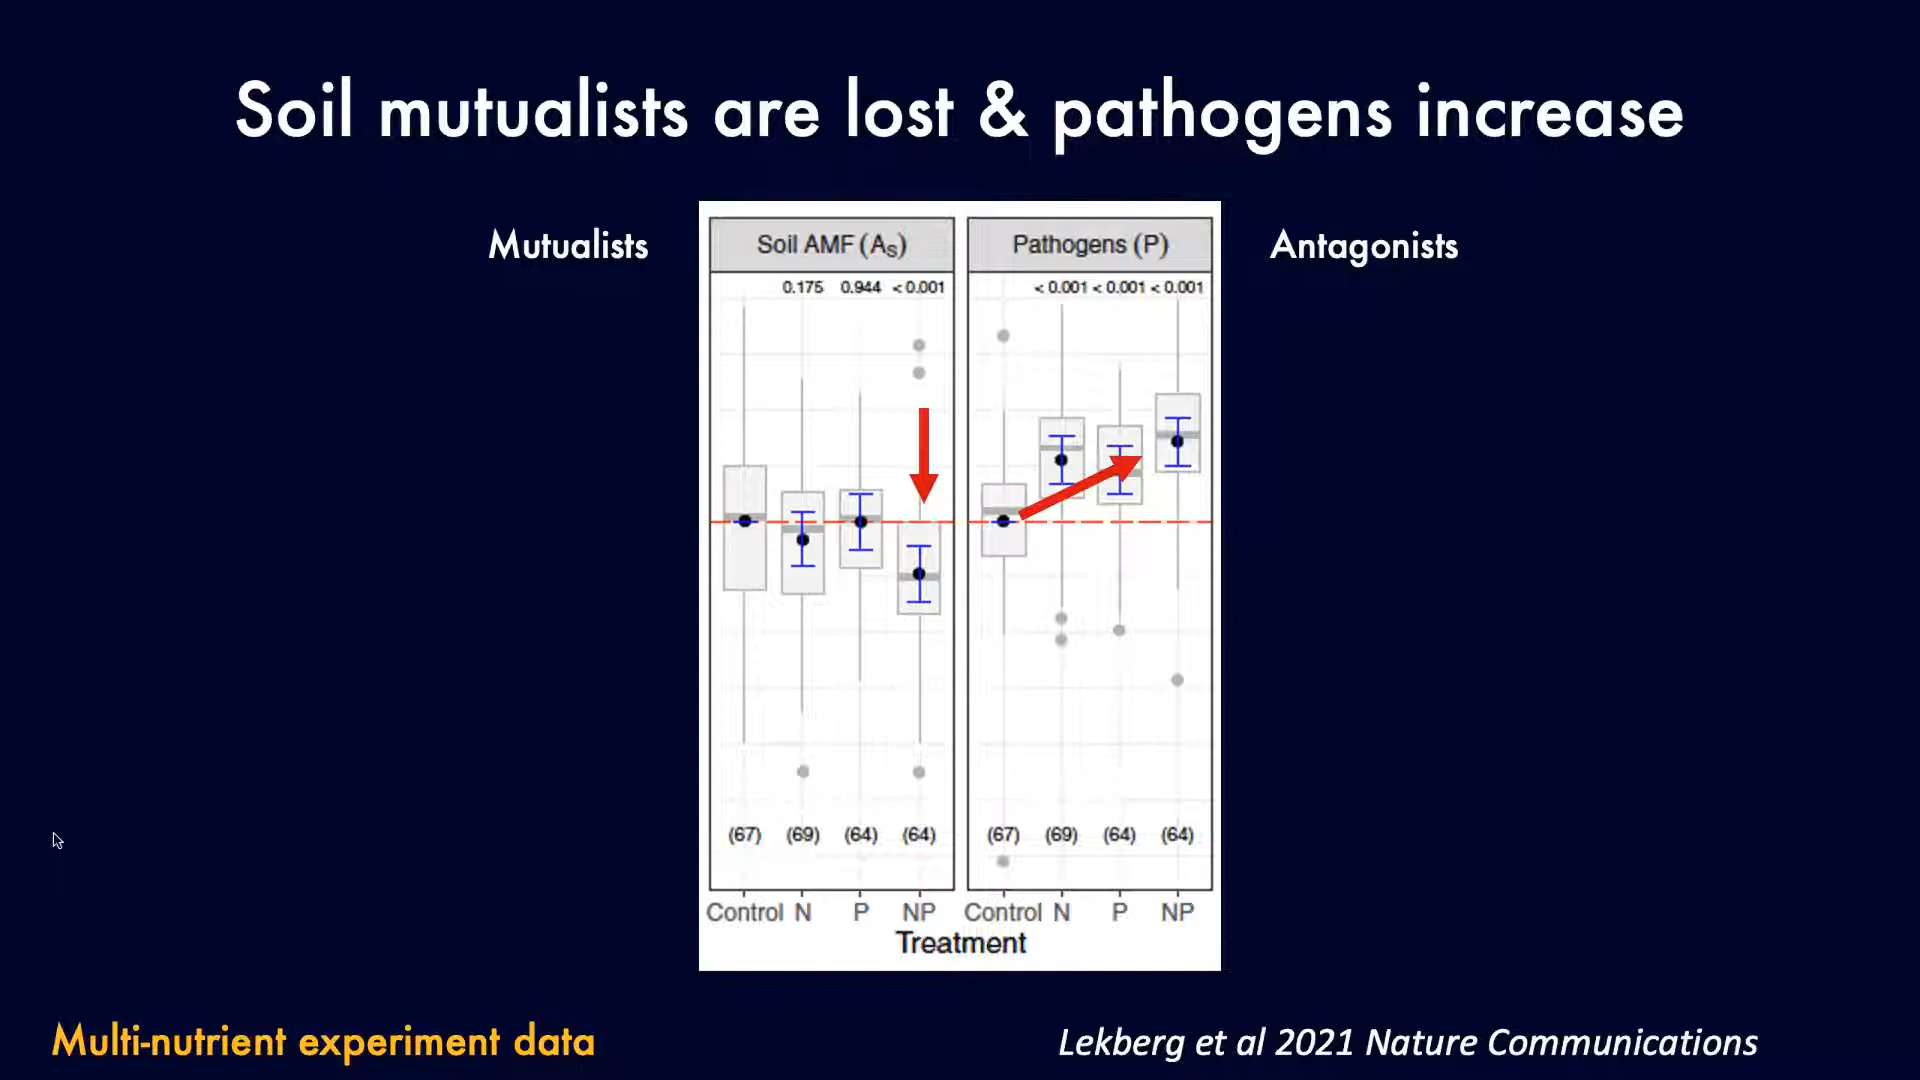 Soil mutualists are lost & pathogens increase
Mutualists
Soil AMF (As)
Pathogens (P)
Antagonists
0.175 0.944 < 0.001
< 0.001 < 0.001 < 0.001
(67) (69) (64) (64)
(67) (69) (64) (64)
Control N P NP
Control N P NP
Treatment
Multi-nutrient experiment data
Lekberg et al 2021 Nature Communications